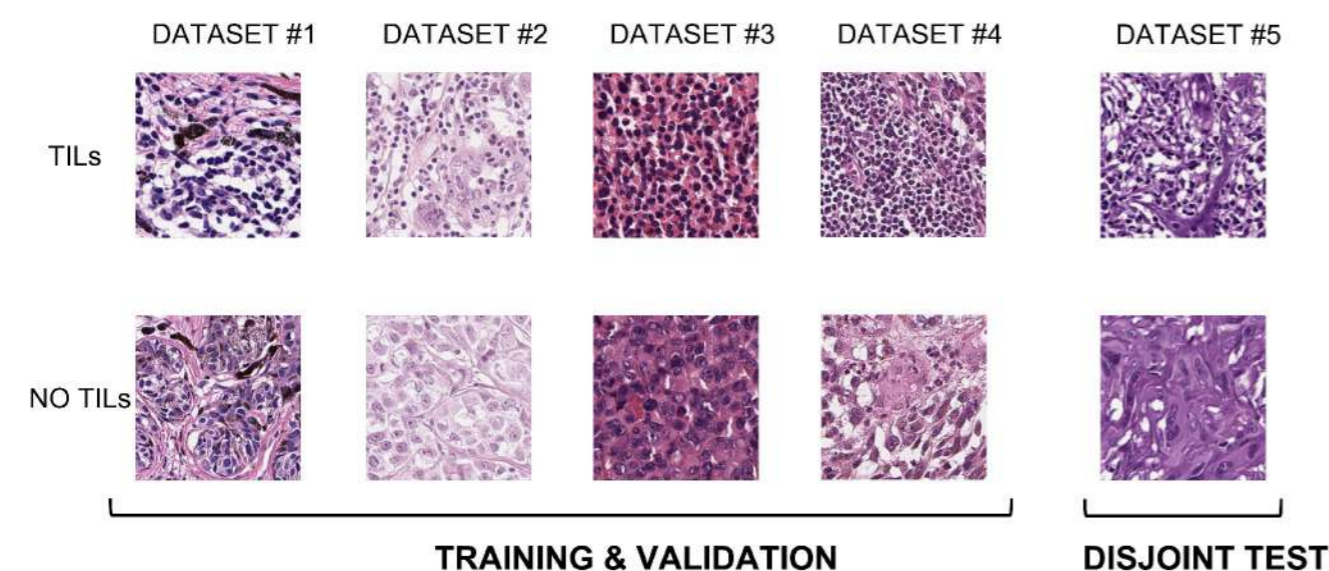 DATASET #1 DATASET #2 DATASET #3 DATASET #4 DATASET #5
TILs
NO TILs
TRAINING & VALIDATION DISJOINT TEST